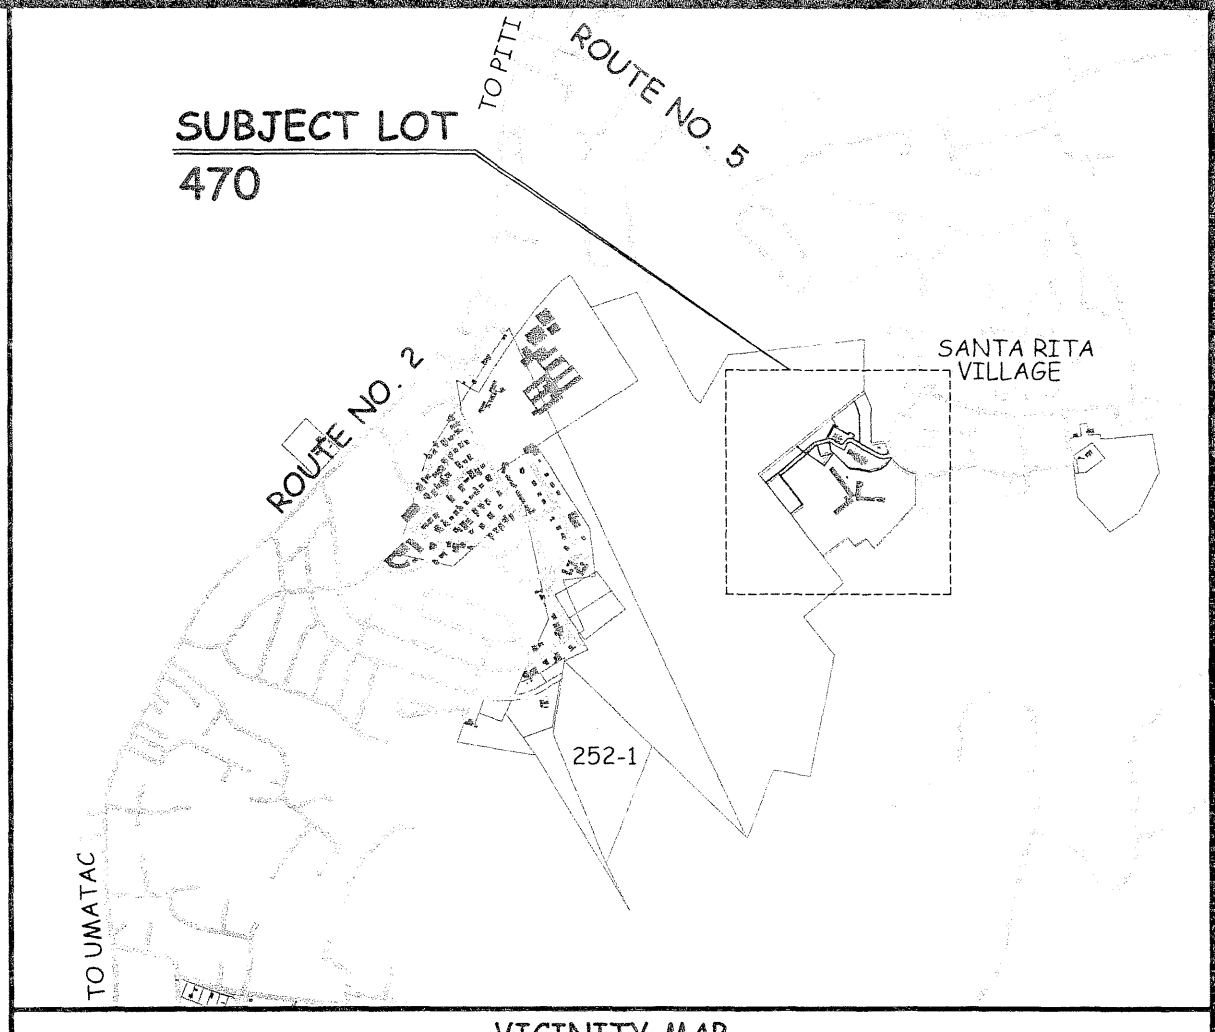 TO PITI
ROUTE NO. 5
SUBJECT LOT
470
SANTA RITA
VILLAGE
ROUTE NO. 2
252-1
TO UMATAC
VICINITY MAP